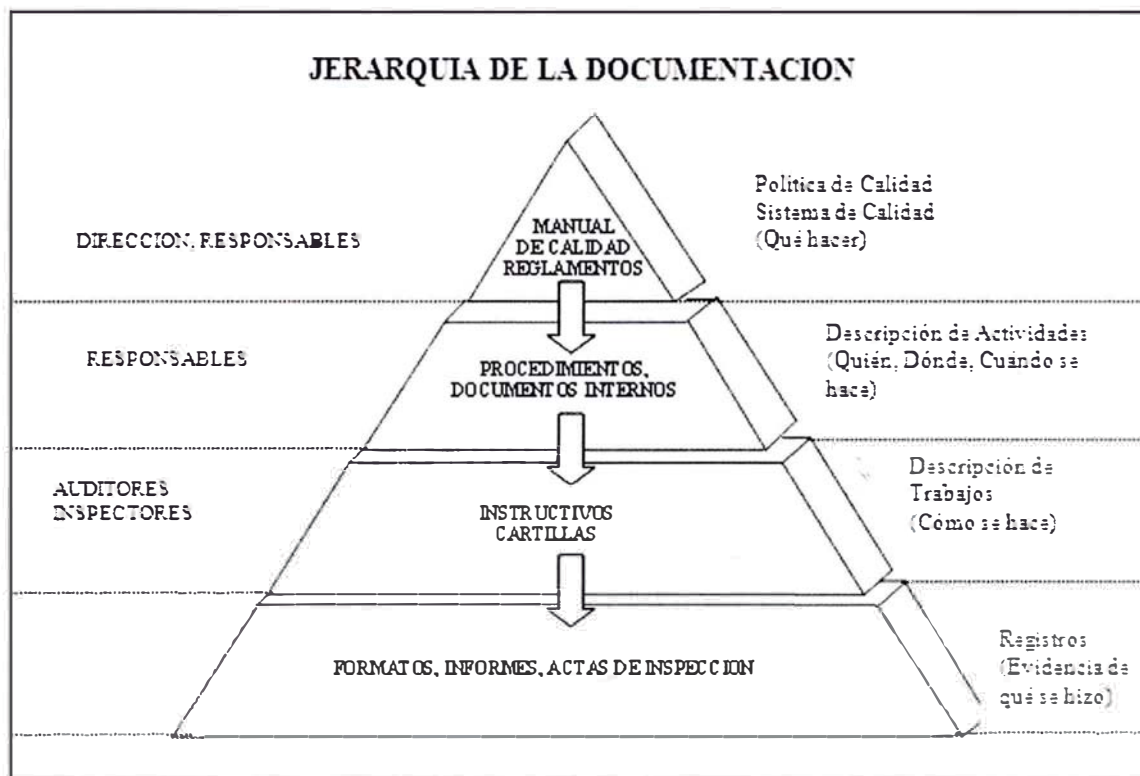 JERARQUIA DE LA DOCUMENTACION
DIRECCION, RESPONSABLES
MANUAL
DE CALIDAD
REGLAMENTOS
Política de Calidad
Sistema de Calidad
(Qué hacer)
RESPONSABLES
PROCEDIMIENTOS,
DOCUMENTOS INTERNOS
Descripción de Actividades
(Quién, Dónde, Cuándo se
hace)
AUDITORES
INSPECTORES
INSTRUCTIVOS
CARTILLAS
Descripción de
Trabajos
(Cómo se hace)
FORMATOS, INFORMES, ACTAS DE INSPECCION
Registros
(Evidencia de
qué se hizo)